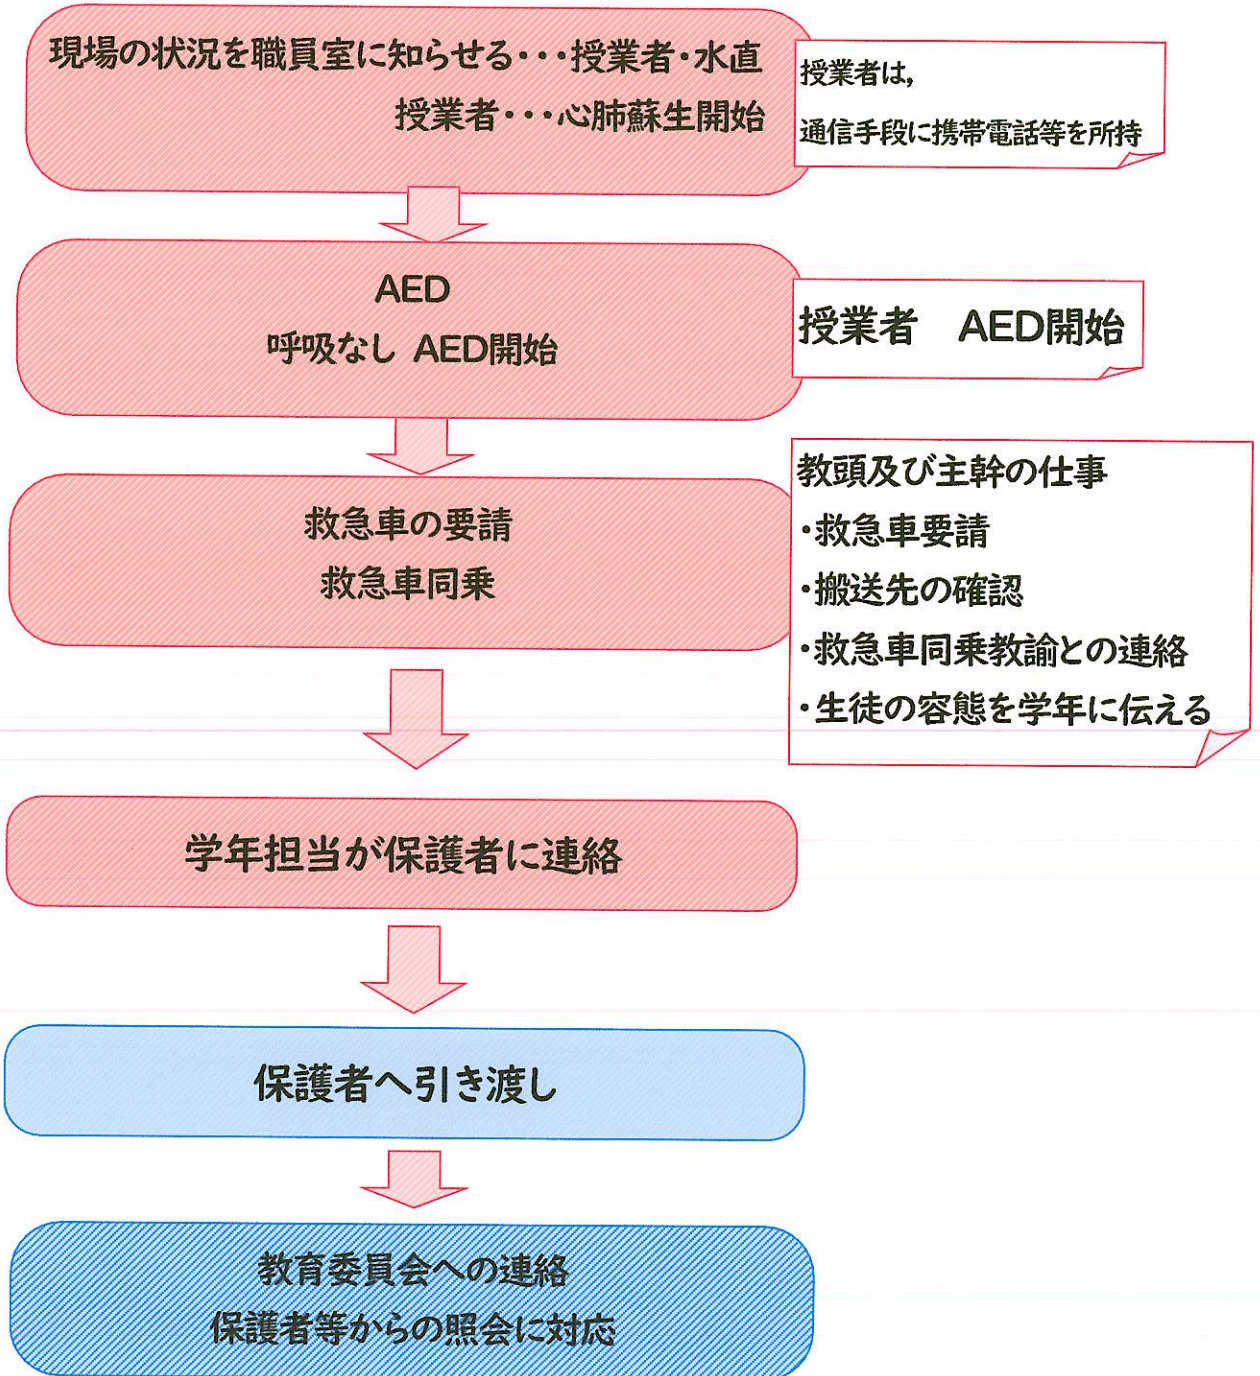 現場の状況を職員室に知らせる・・・授業者・水直
授業者・・・心肺蘇生開始
授業者は，
通信手段に携帯電話等を所持
AED
呼吸なし AED開始
授業者　AED開始
救急車の要請
救急車同乗
教頭及び主幹の仕事
・救急車要請
・搬送先の確認
・救急車同乗教諭との連絡
・生徒の容態を学年に伝える
学年担当が保護者に連絡
保護者へ引き渡し
教育委員会への連絡
保護者等からの照会に対応